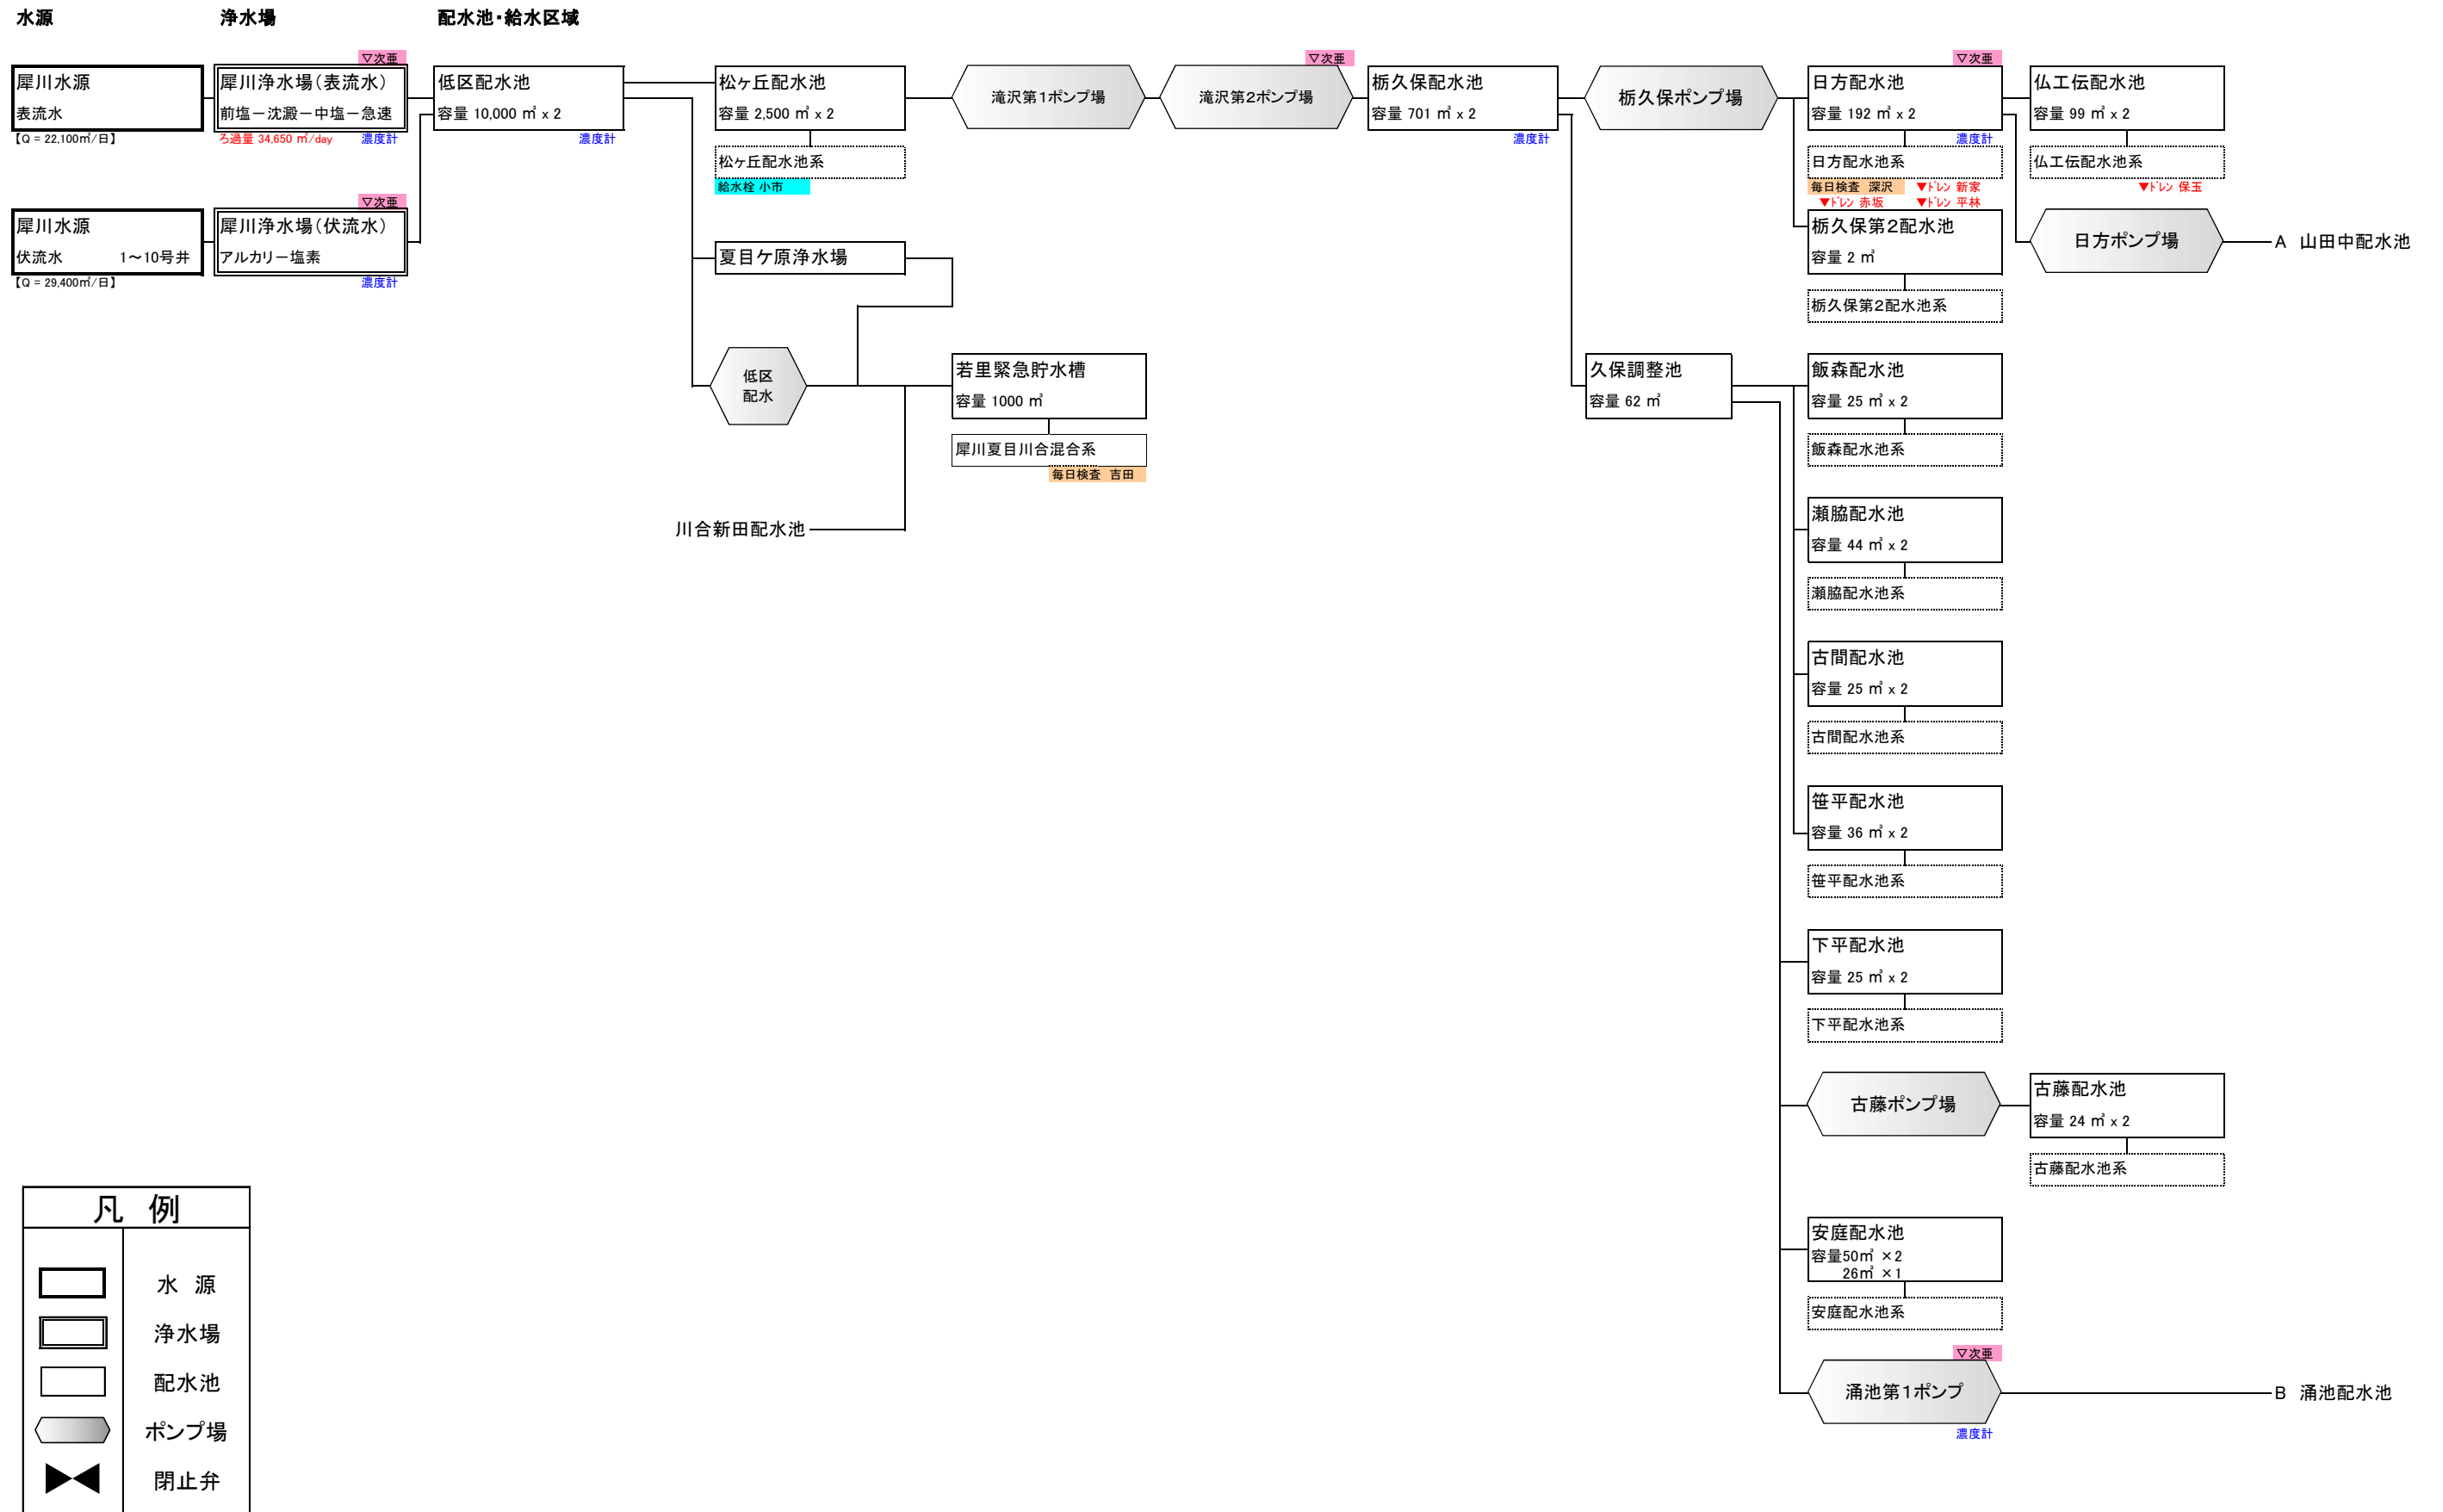 水源
浄水場
配水池・給水区域
▽次亜
犀川水源
表流水
【Q = 22,100㎥/日】
犀川浄水場(表流水)
前塩－沈澱－中塩－急速
ろ過量 34,650 ㎥/day
濃度計
低区配水池
容量 10,000 ㎥ x 2
濃度計
松ヶ丘配水池
容量 2,500 ㎥ x 2
松ヶ丘配水池系
給水栓 小市
滝沢第1ポンプ場
▽次亜
滝沢第2ポンプ場
栃久保配水池
容量 701 ㎥ x 2
濃度計
栃久保ポンプ場
▽次亜
日方配水池
容量 192 ㎥ x 2
濃度計
日方配水池系
毎日検査 深沢
▼ドレン 新家
▼ドレン 赤坂
▼ドレン 平林
仏工伝配水池
容量 99 ㎥ x 2
仏工伝配水池系
▼ドレン 保玉
▽次亜
犀川水源
伏流水 1～10号井
【Q = 29,400㎥/日】
犀川浄水場(伏流水)
アルカリ－塩素
濃度計
夏目ケ原浄水場
栃久保第2配水池
容量 2 ㎥
栃久保第2配水池系
日方ポンプ場
A 山田中配水池
低区
配水
若里緊急貯水槽
容量 1000 ㎥
犀川夏目川合混合系
毎日検査 吉田
川合新田配水池
久保調整池
容量 62 ㎥
飯森配水池
容量 25 ㎥ x 2
飯森配水池系
瀬脇配水池
容量 44 ㎥ x 2
瀬脇配水池系
古間配水池
容量 25 ㎥ x 2
古間配水池系
笹平配水池
容量 36 ㎥ x 2
笹平配水池系
下平配水池
容量 25 ㎥ x 2
下平配水池系
古藤ポンプ場
古藤配水池
容量 24 ㎥ x 2
古藤配水池系
安庭配水池
容量50㎥ ×2
26㎥ ×1
安庭配水池系
▽次亜
涌池第1ポンプ
濃度計
B 涌池配水池
凡 例
水 源
浄水場
配水池
ポンプ場
閉止弁